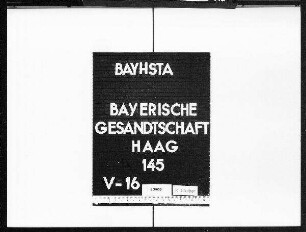 BAYHSTA
BAYERISCHE
GESANDTSCHAFT
HAAG
145
V-16